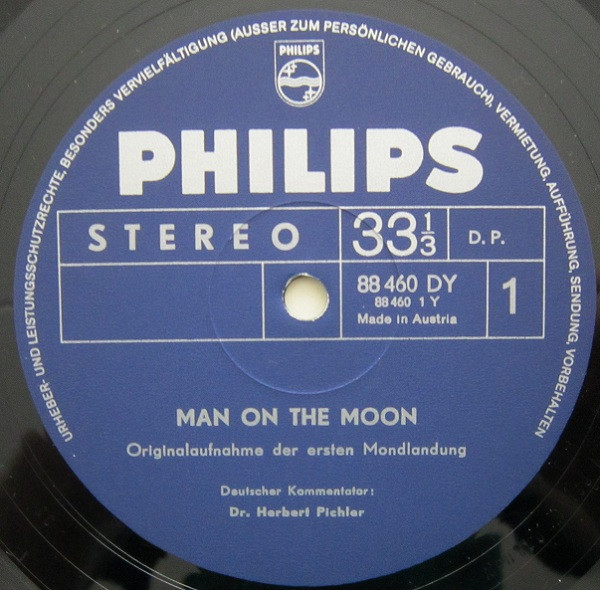 URHEBER- UND LEISTUNGSSCHUTZRECHTE, BESONDERS VERVIELFÄLTIGUNG (AUSSER ZUM PERSÖNLICHEN GEBRAUCH), VERMIETUNG, AUFFÜHRUNG, SENDUNG, VORBEHALTEN
PHILIPS
PHILIPS
STEREO 33⅓ D.P.
88 460 DY 1
88 460 1 Y
Made in Austria
MAN ON THE MOON
Originalaufnahme der ersten Mondlandung
Deutscher Kommentator:
Dr. Herbert Pichler